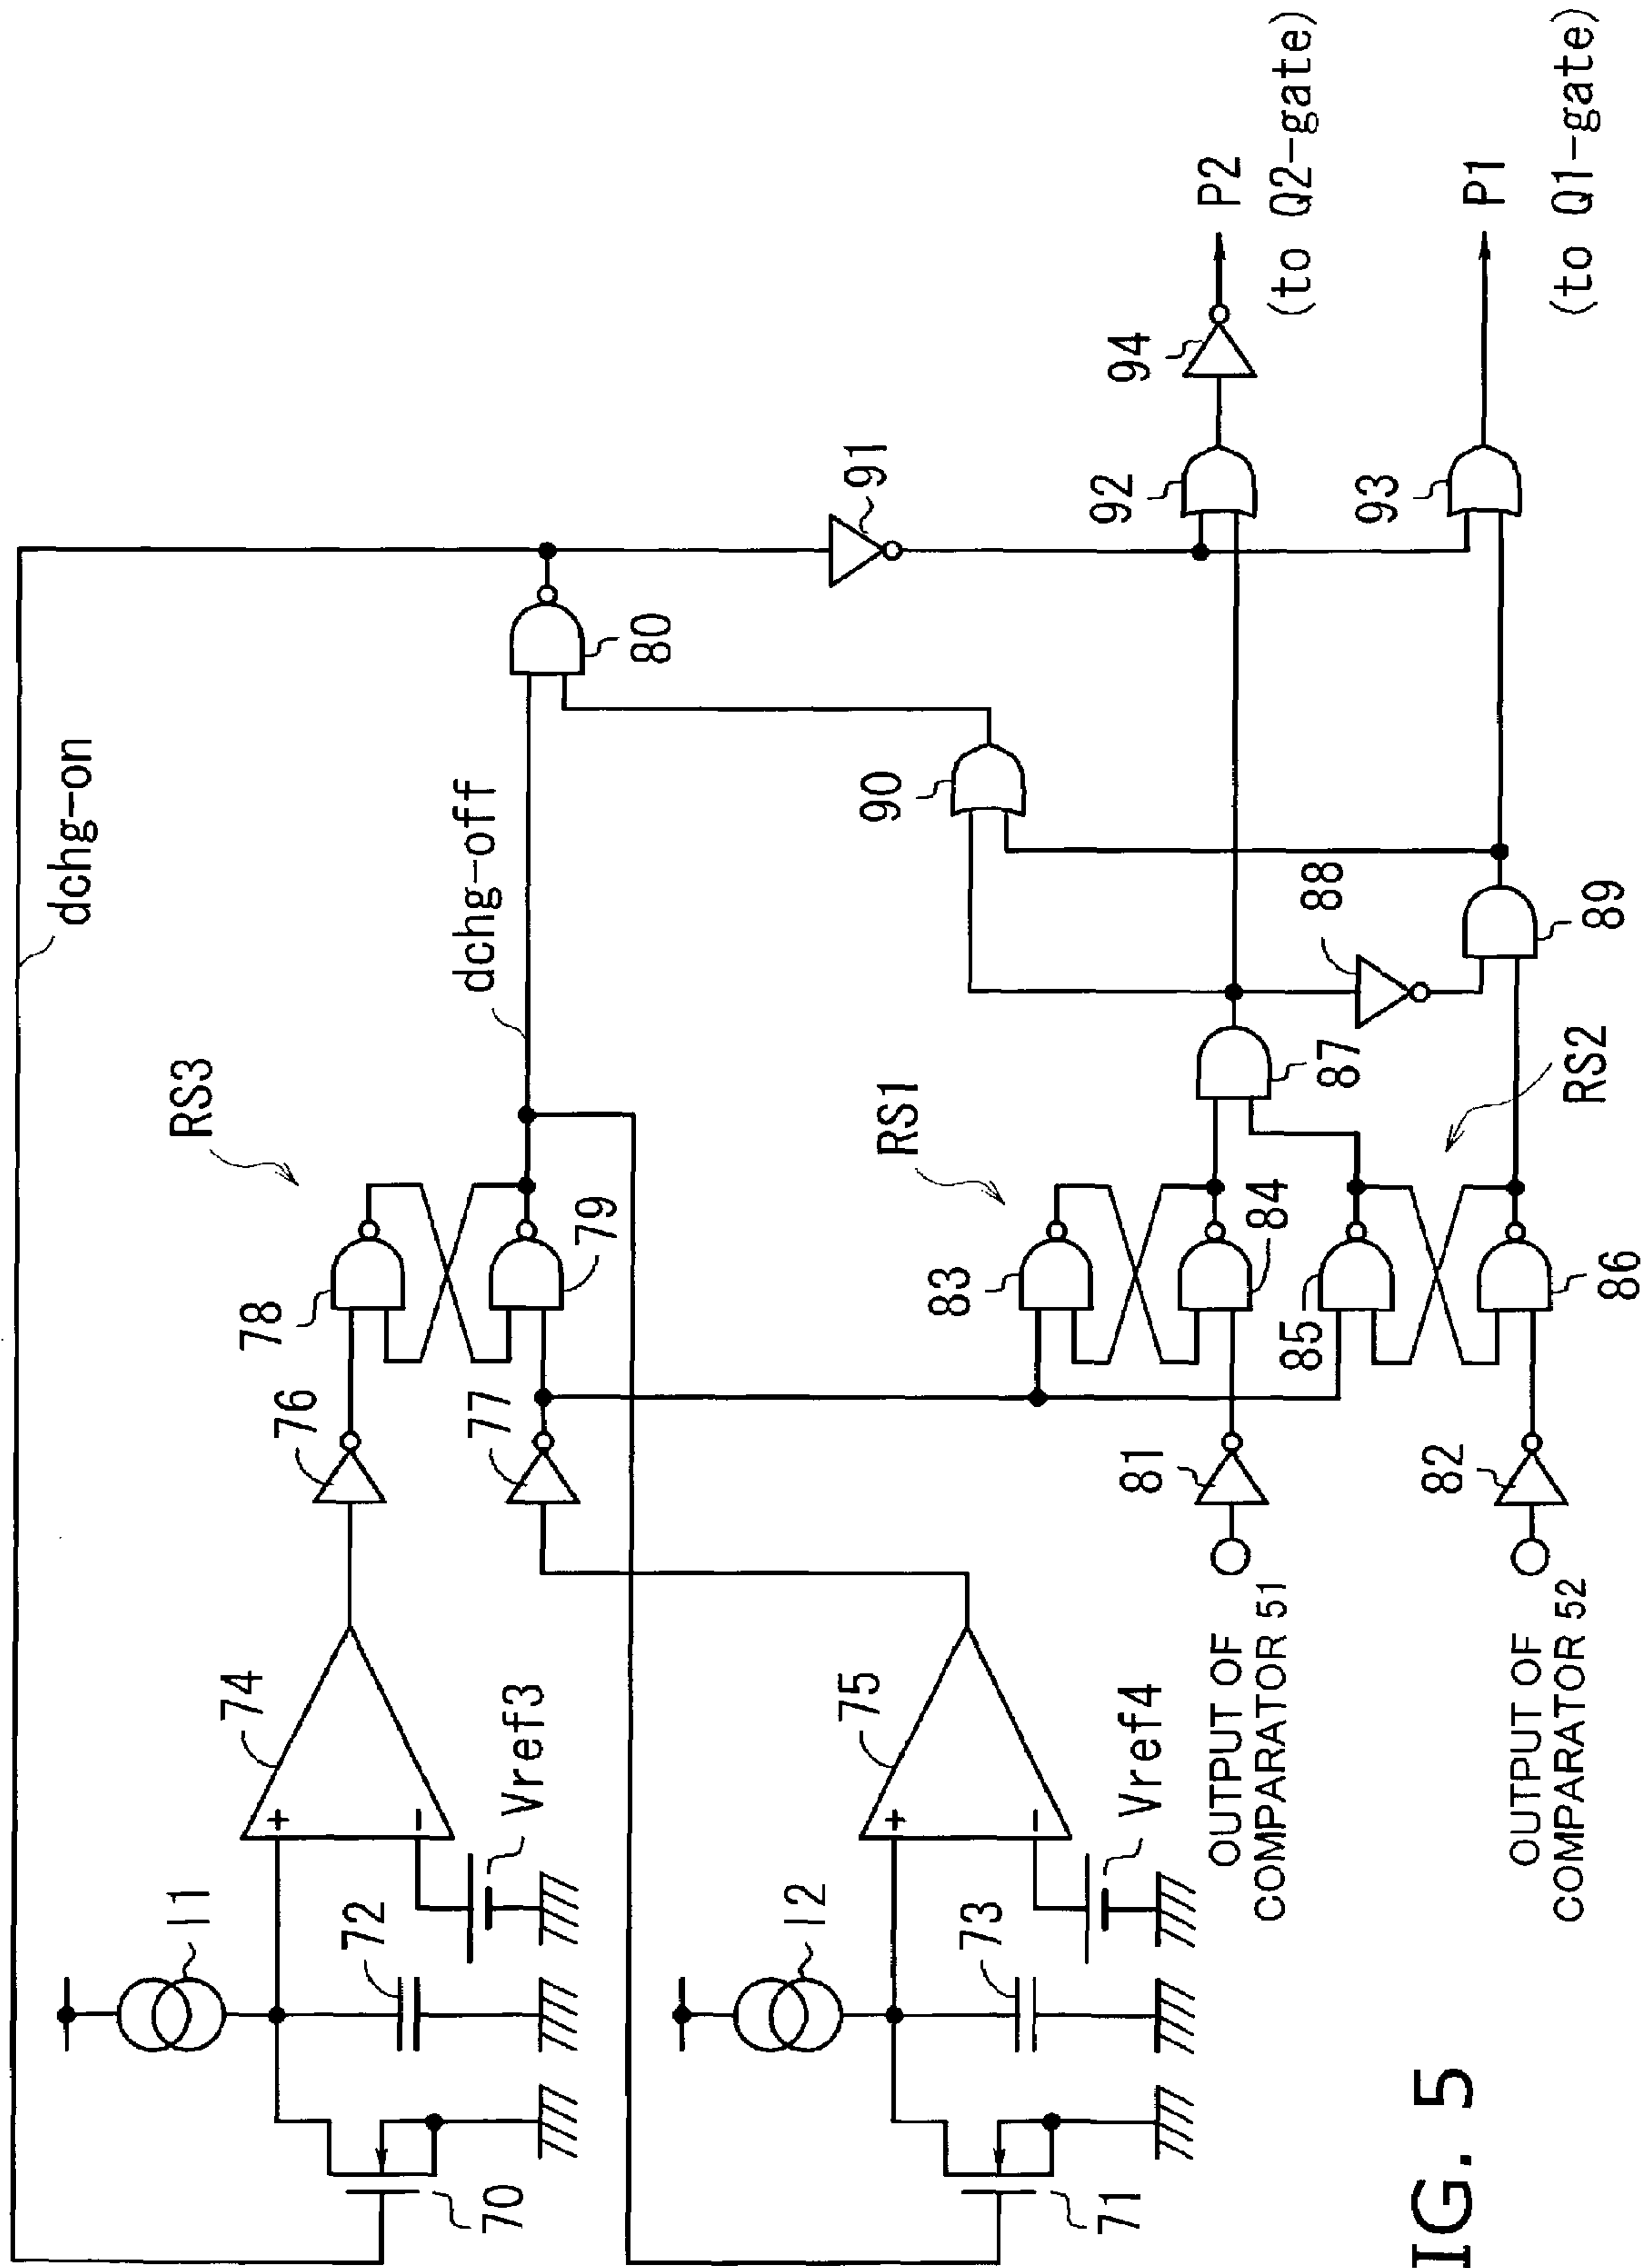 dchg-on
RS3
dchg-off
I1
72
74
Vref3
70
76
77
78
79
80
91
I2
73
75
Vref4
71
RS1
83
84
85
86
RS2
87
88
89
90
92
94
P2
(to Q2-gate)
93
P1
(to Q1-gate)
81
OUTPUT OF
COMPARATOR 51
82
OUTPUT OF
COMPARATOR 52
+
−
+
−
IG. 5